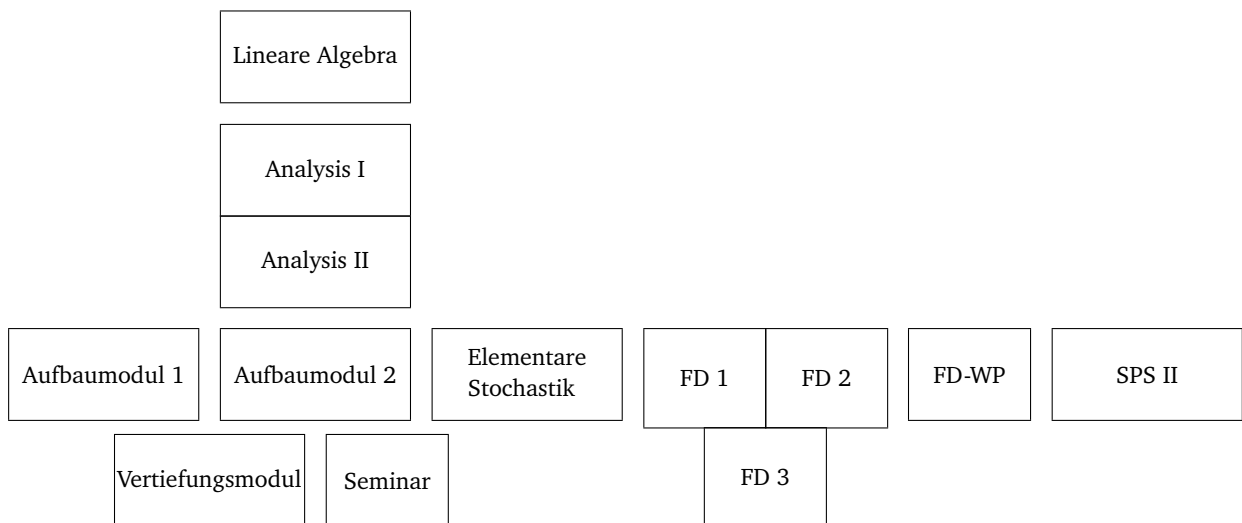 Lineare Algebra
Analysis I
Analysis II
Aufbaumodul 1
Aufbaumodul 2
Elementare
Stochastik
FD 1
FD 2
FD-WP
SPS II
Vertiefungsmodul
Seminar
FD 3